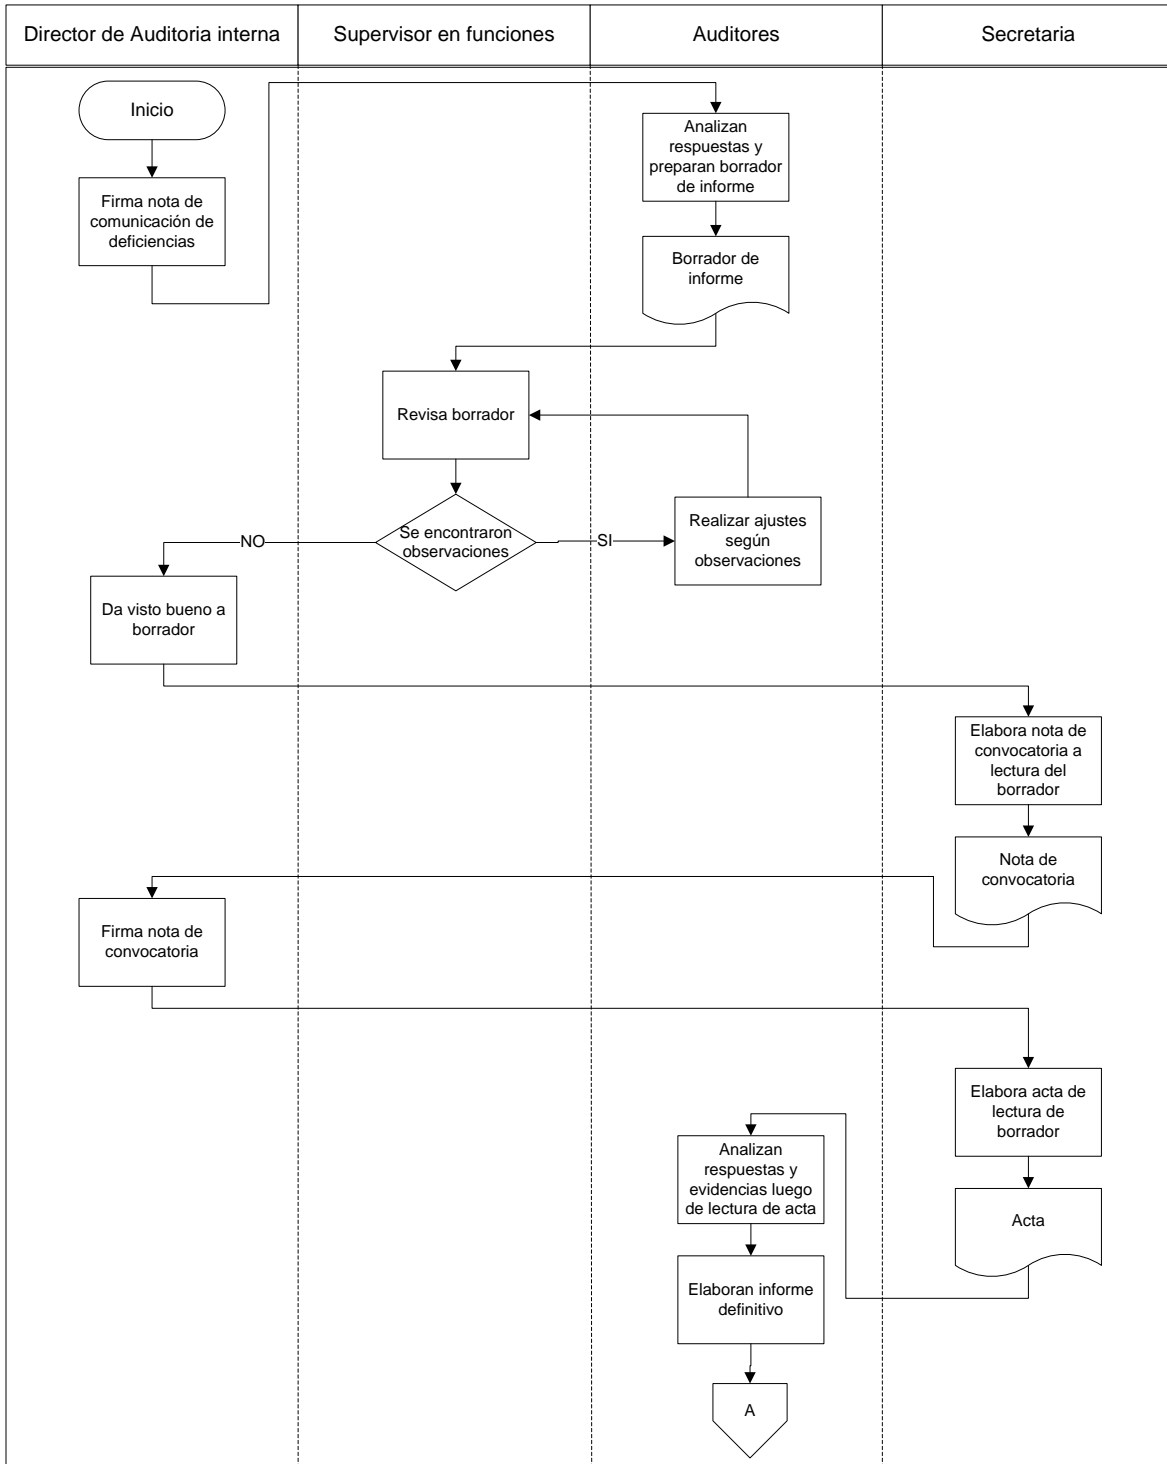 Director de Auditoria interna
Supervisor en funciones
Auditores
Secretaria
Inicio
Firma nota de
comunicación de
deficiencias
Analizan
respuestas y
preparan borrador
de informe
Borrador de
informe
Revisa borrador
Se encontraron
observaciones
NO
SI
Realizar ajustes
según
observaciones
Da visto bueno a
borrador
Elabora nota de
convocatoria a
lectura del
borrador
Nota de
convocatoria
Firma nota de
convocatoria
Elabora acta de
lectura de
borrador
Acta
Analizan
respuestas y
evidencias luego
de lectura de acta
Elaboran informe
definitivo
A